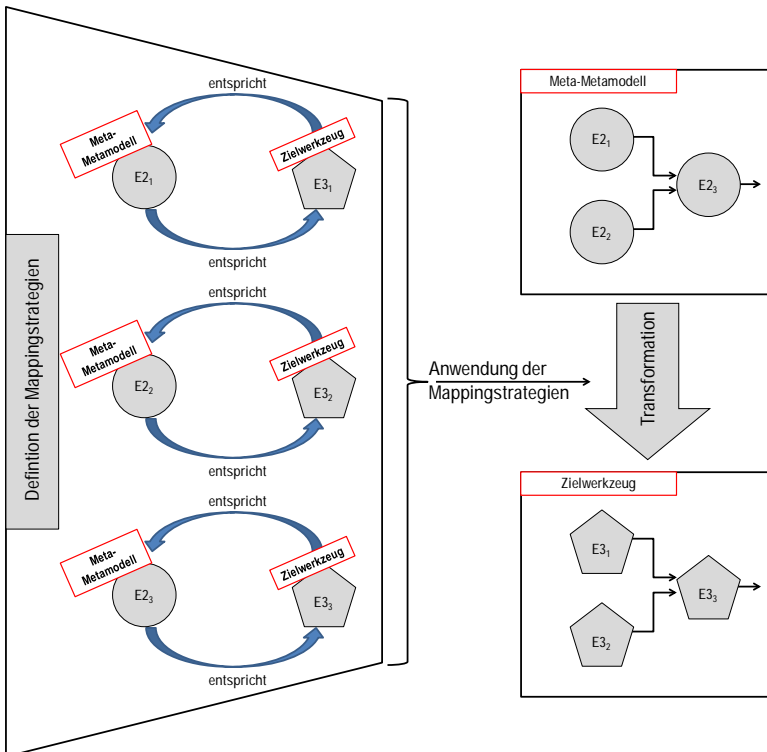 Defintion der Mappingstrategien
entspricht
Meta-
Metamodell
Zielwerkzeug
E2₁
E3₁
entspricht
entspricht
Meta-
Metamodell
Zielwerkzeug
E2₂
E3₂
entspricht
entspricht
Meta-
Metamodell
Zielwerkzeug
E2₃
E3₃
entspricht
Anwendung der
Mappingstrategien
Meta-Metamodell
E2₁
E2₃
E2₂
Transformation
Zielwerkzeug
E3₁
E3₃
E3₂